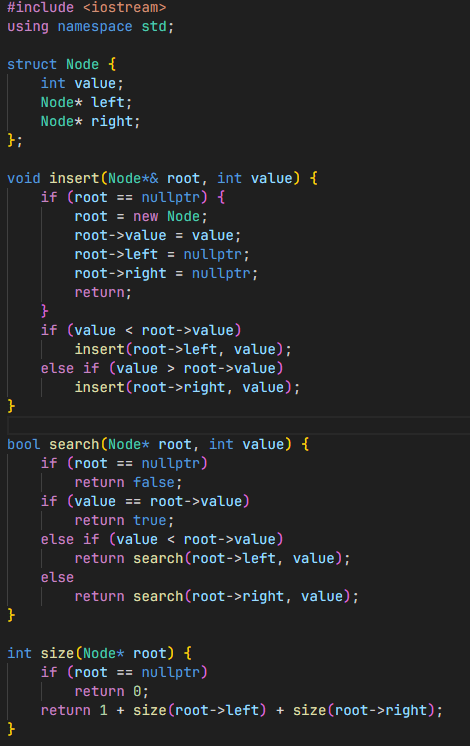 #include <iostream>
using namespace std;

struct Node {
    int value;
    Node* left;
    Node* right;
};

void insert(Node*& root, int value) {
    if (root == nullptr) {
        root = new Node;
        root->value = value;
        root->left = nullptr;
        root->right = nullptr;
        return;
    }
    if (value < root->value)
        insert(root->left, value);
    else if (value > root->value)
        insert(root->right, value);
}

bool search(Node* root, int value) {
    if (root == nullptr)
        return false;
    if (value == root->value)
        return true;
    else if (value < root->value)
        return search(root->left, value);
    else
        return search(root->right, value);
}

int size(Node* root) {
    if (root == nullptr)
        return 0;
    return 1 + size(root->left) + size(root->right);
}